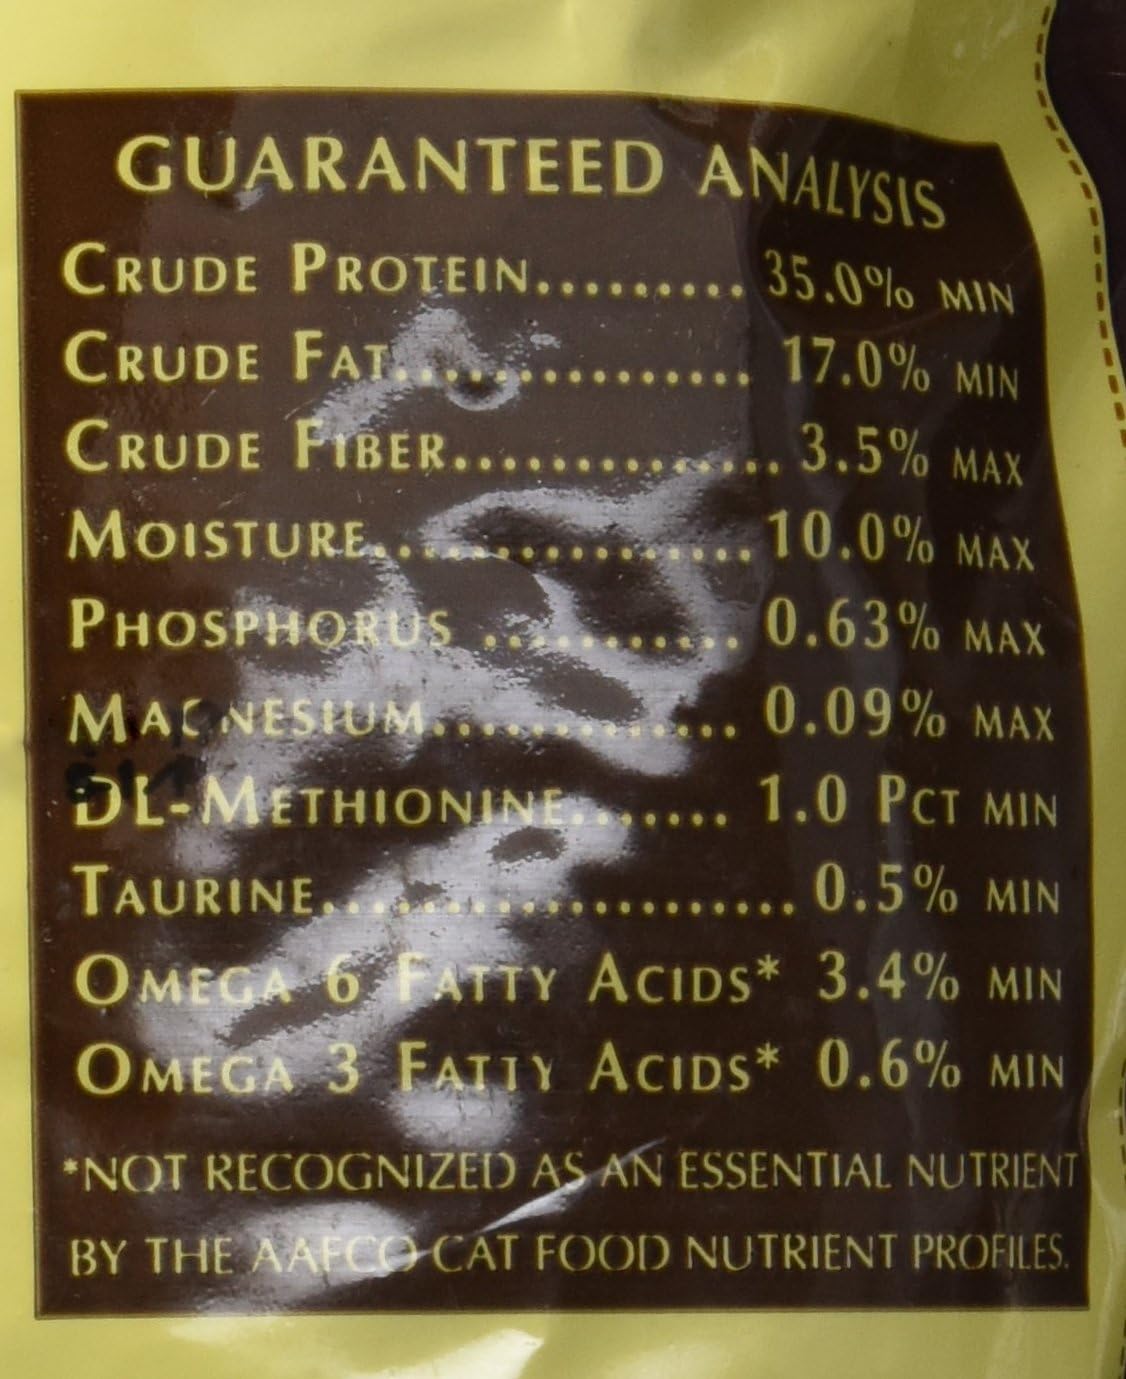 GUARANTEED ANALYSIS
CRUDE PROTEIN......... 35.0% MIN
CRUDE FAT................. 17.0% MIN
CRUDE FIBER................ 3.5% MAX
MOISTURE.................. 10.0% MAX
PHOSPHORUS ............ 0.63% MAX
MAGNESIUM............... 0.09% MAX
DL-METHIONINE....... 1.0 PCT MIN
TAURINE....................... 0.5% MIN
OMEGA 6 FATTY ACIDS* 3.4% MIN
OMEGA 3 FATTY ACIDS* 0.6% MIN
*NOT RECOGNIZED AS AN ESSENTIAL NUTRIENT
BY THE AAFCO CAT FOOD NUTRIENT PROFILES.